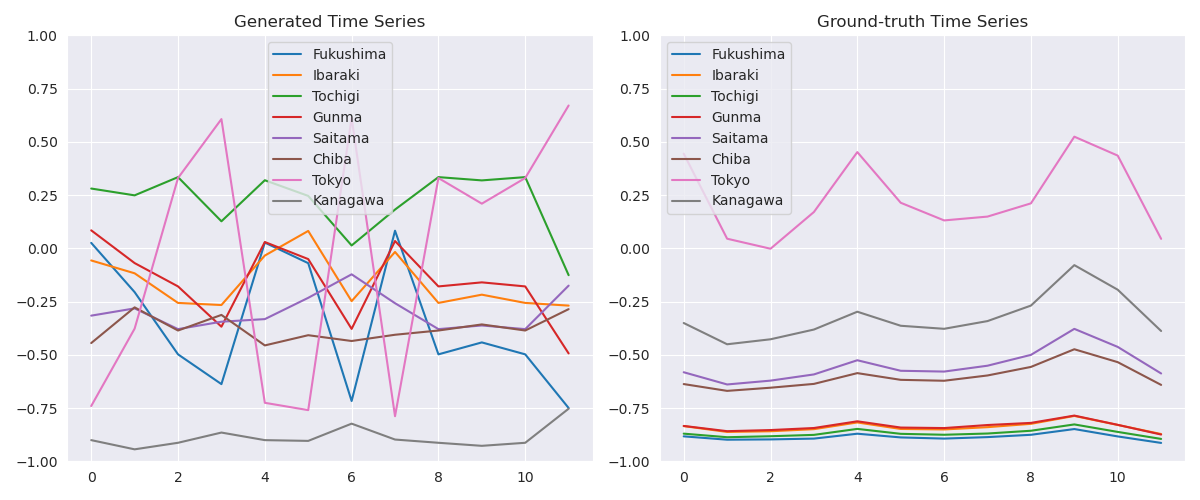 Generated Time Series
1.00
0.75
0.50
0.25
0.00
−0.25
−0.50
−0.75
−1.00
0 2 4 6 8 10
Fukushima
Ibaraki
Tochigi
Gunma
Saitama
Chiba
Tokyo
Kanagawa
Ground-truth Time Series
1.00
0.75
0.50
0.25
0.00
−0.25
−0.50
−0.75
−1.00
0 2 4 6 8 10
Fukushima
Ibaraki
Tochigi
Gunma
Saitama
Chiba
Tokyo
Kanagawa